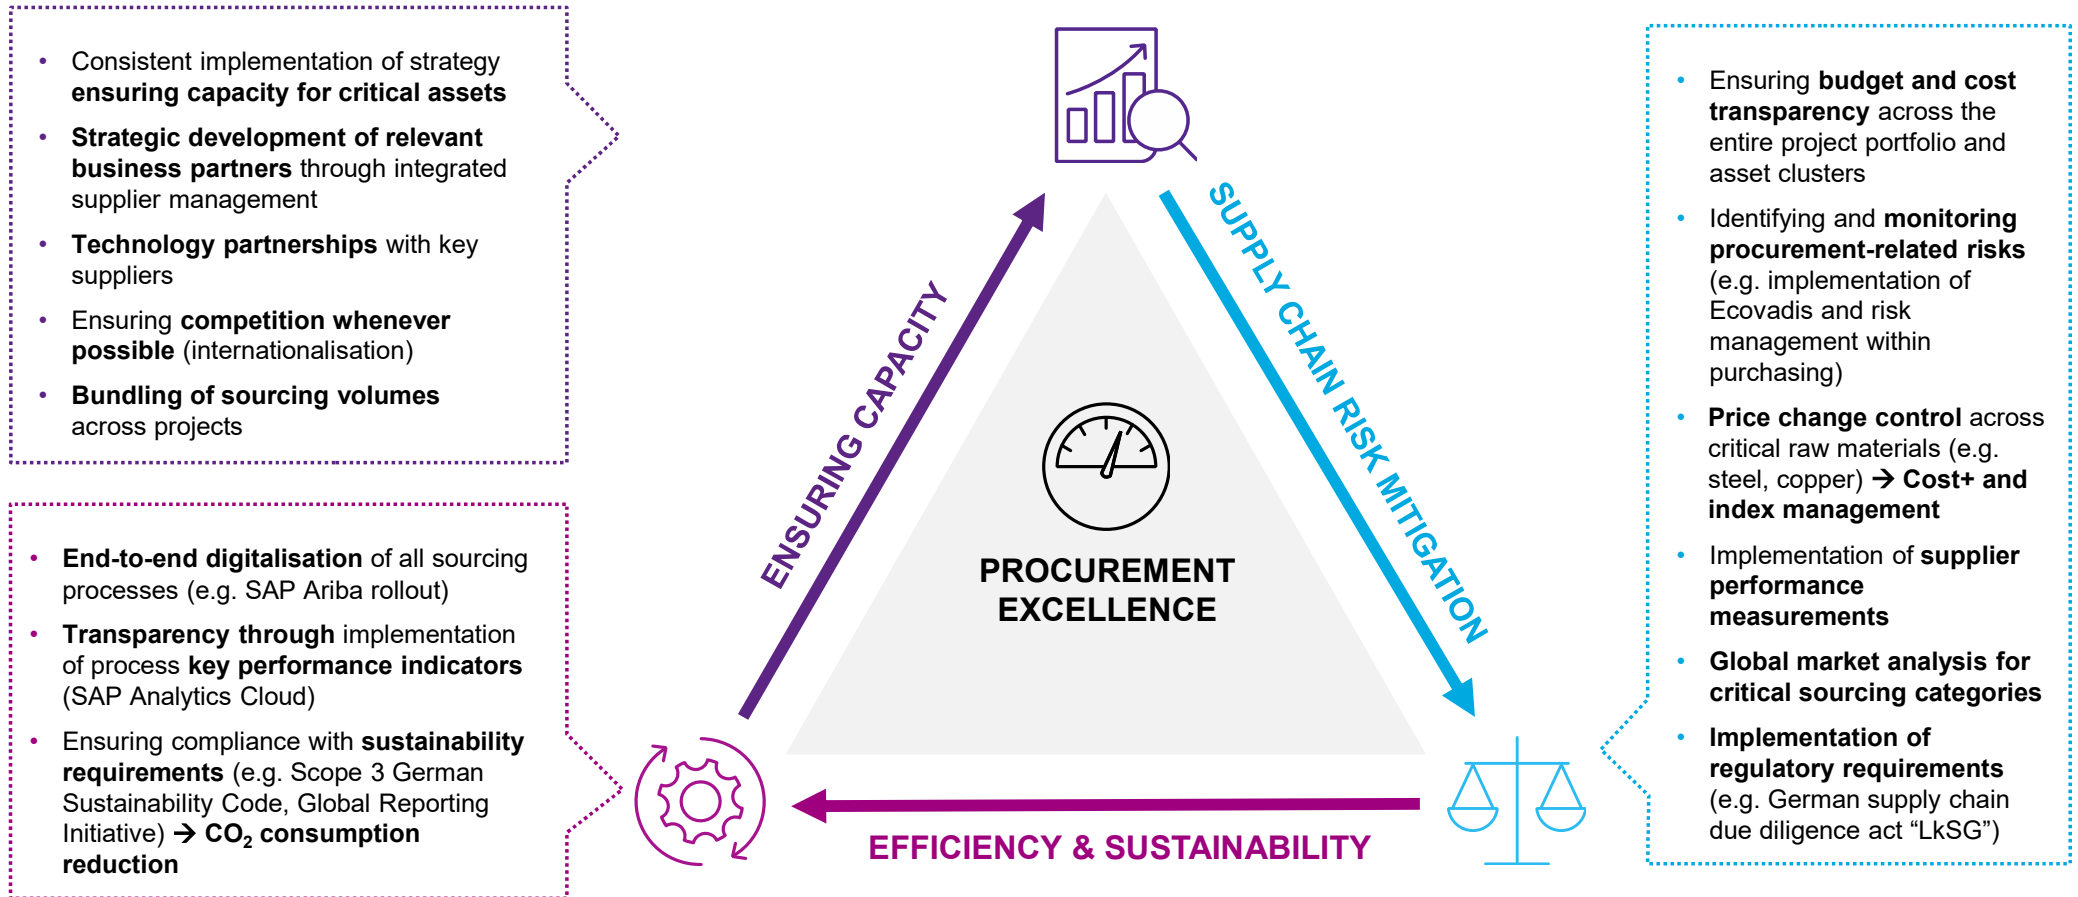 • Consistent implementation of strategy
ensuring capacity for critical assets
• Strategic development of relevant
business partners through integrated
supplier management
• Technology partnerships with key
suppliers
• Ensuring competition whenever
possible (internationalisation)
• Bundling of sourcing volumes
across projects
• End-to-end digitalisation of all sourcing
processes (e.g. SAP Ariba rollout)
• Transparency through implementation
of process key performance indicators
(SAP Analytics Cloud)
• Ensuring compliance with sustainability
requirements (e.g. Scope 3 German
Sustainability Code, Global Reporting
Initiative) → CO₂ consumption
reduction
ENSURING CAPACITY
SUPPLY CHAIN RISK MITIGATION
PROCUREMENT
EXCELLENCE
EFFICIENCY & SUSTAINABILITY
• Ensuring budget and cost
transparency across the
entire project portfolio and
asset clusters
• Identifying and monitoring
procurement-related risks
(e.g. implementation of
Ecovadis and risk
management within
purchasing)
• Price change control across
critical raw materials (e.g.
steel, copper) → Cost+ and
index management
• Implementation of supplier
performance
measurements
• Global market analysis for
critical sourcing categories
• Implementation of
regulatory requirements
(e.g. German supply chain
due diligence act “LkSG”)